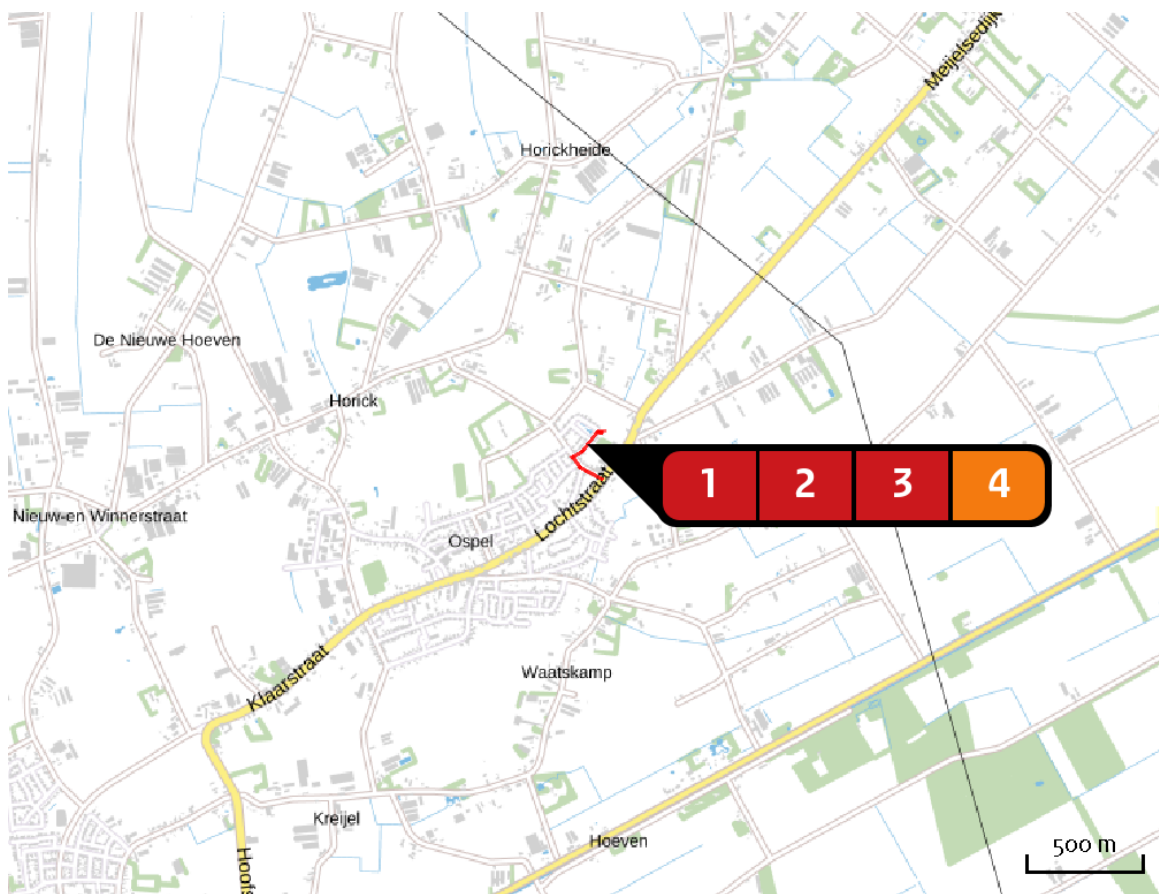 Meijelsedijk
Horickheide
De Nieuwe Hoeven
Horick
1 2 3 4
Lochtstraat
Nieuw-en Winnerstraat
Ospel
Klaarstraat
Waatskamp
Kreijel
Hoeven
Hoofs
500 m